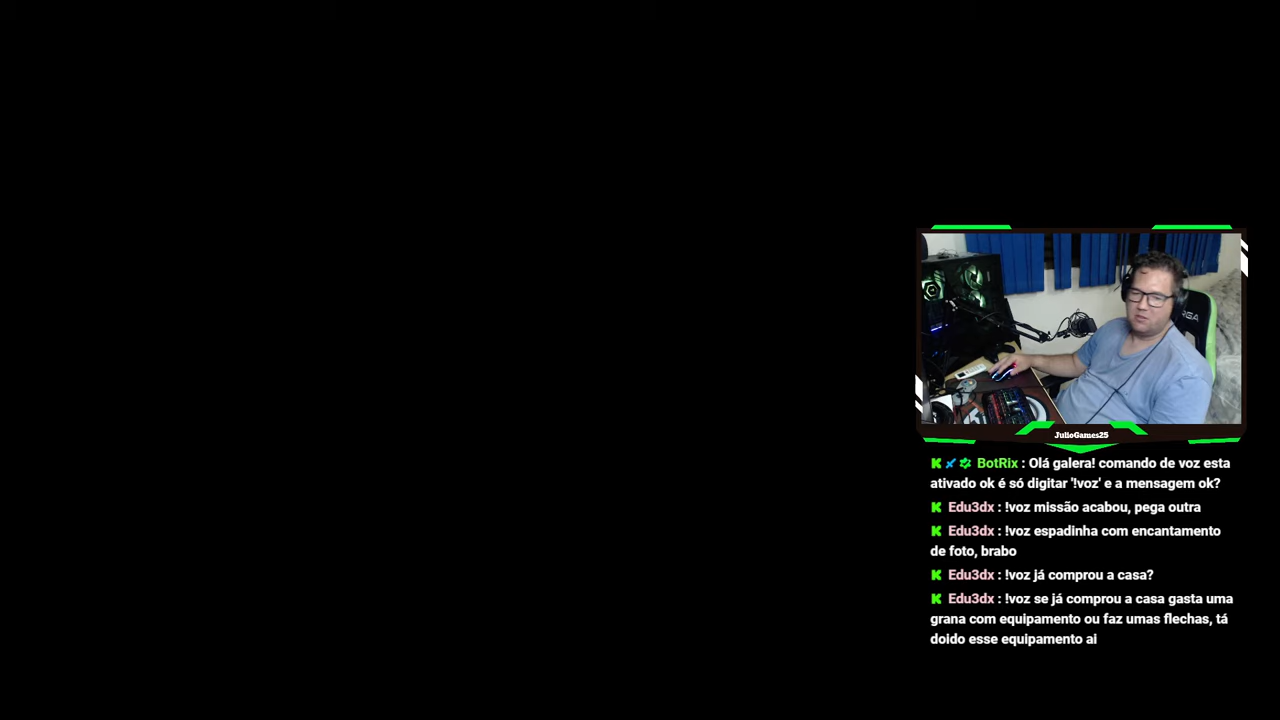 RGA
JulioGames25
BotRix : Olá galera! comando de voz esta
ativado ok é só digitar '!voz' e a mensagem ok?
Edu3dx : !voz missão acabou, pega outra
Edu3dx : !voz espadinha com encantamento
de foto, brabo
Edu3dx : !voz já comprou a casa?
Edu3dx : !voz se já comprou a casa gasta uma
grana com equipamento ou faz umas flechas, tá
doido esse equipamento ai